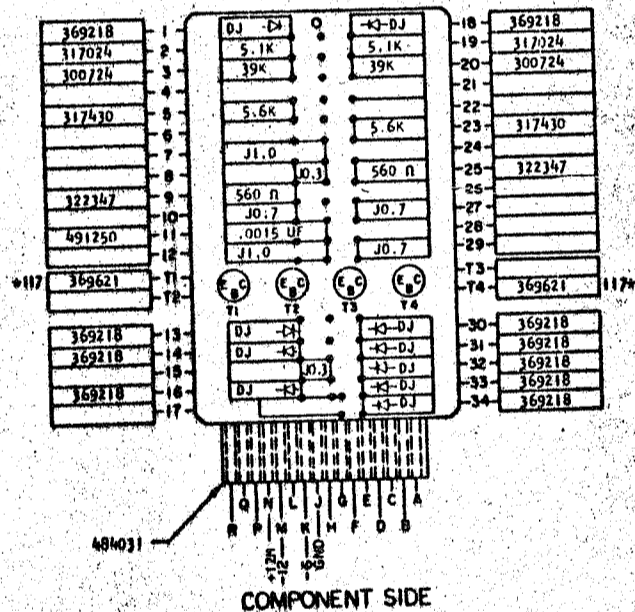 369218 1 DJ DJ 18 369218
317024 2 5.1K 5.1K 19 317024
300724 3 39K 39K 20 300724
4 21
317430 5 5.6K 22
6 5.6K 23 317430
7 J1.0 24
8 J0.3 560 Ω 25 322347
322347 9 560 Ω 25
10 J0.7 J0.7 27
491250 11 .0015 UF 28
12 J1.0 J0.7 29
*117 369621 T1 E B C E B C E B C E B C T3
T2 T4 369621 117*
T1 T2 T3 T4
369218 13 DJ DJ 30 369218
369218 14 DJ DJ 31 369218
15 J0.3 DJ 32 369218
369218 16 DJ DJ 33 369218
17 DJ 34 369218
Q N L J G E C A
R P M K H F D B
484031
+12M
-12
-6
GND
COMPONENT SIDE